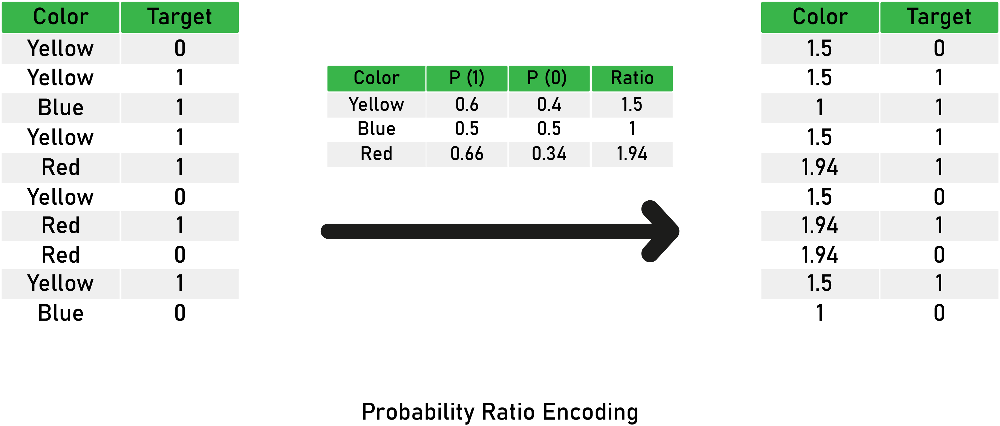 Color Target
Yellow 0
Yellow 1
Blue 1
Yellow 1
Red 1
Yellow 0
Red 1
Red 0
Yellow 1
Blue 0
Color P (1) P (0) Ratio
Yellow 0.6 0.4 1.5
Blue 0.5 0.5 1
Red 0.66 0.34 1.94
Color Target
1.5 0
1.5 1
1 1
1.5 1
1.94 1
1.5 0
1.94 1
1.94 0
1.5 1
1 0
Probability Ratio Encoding